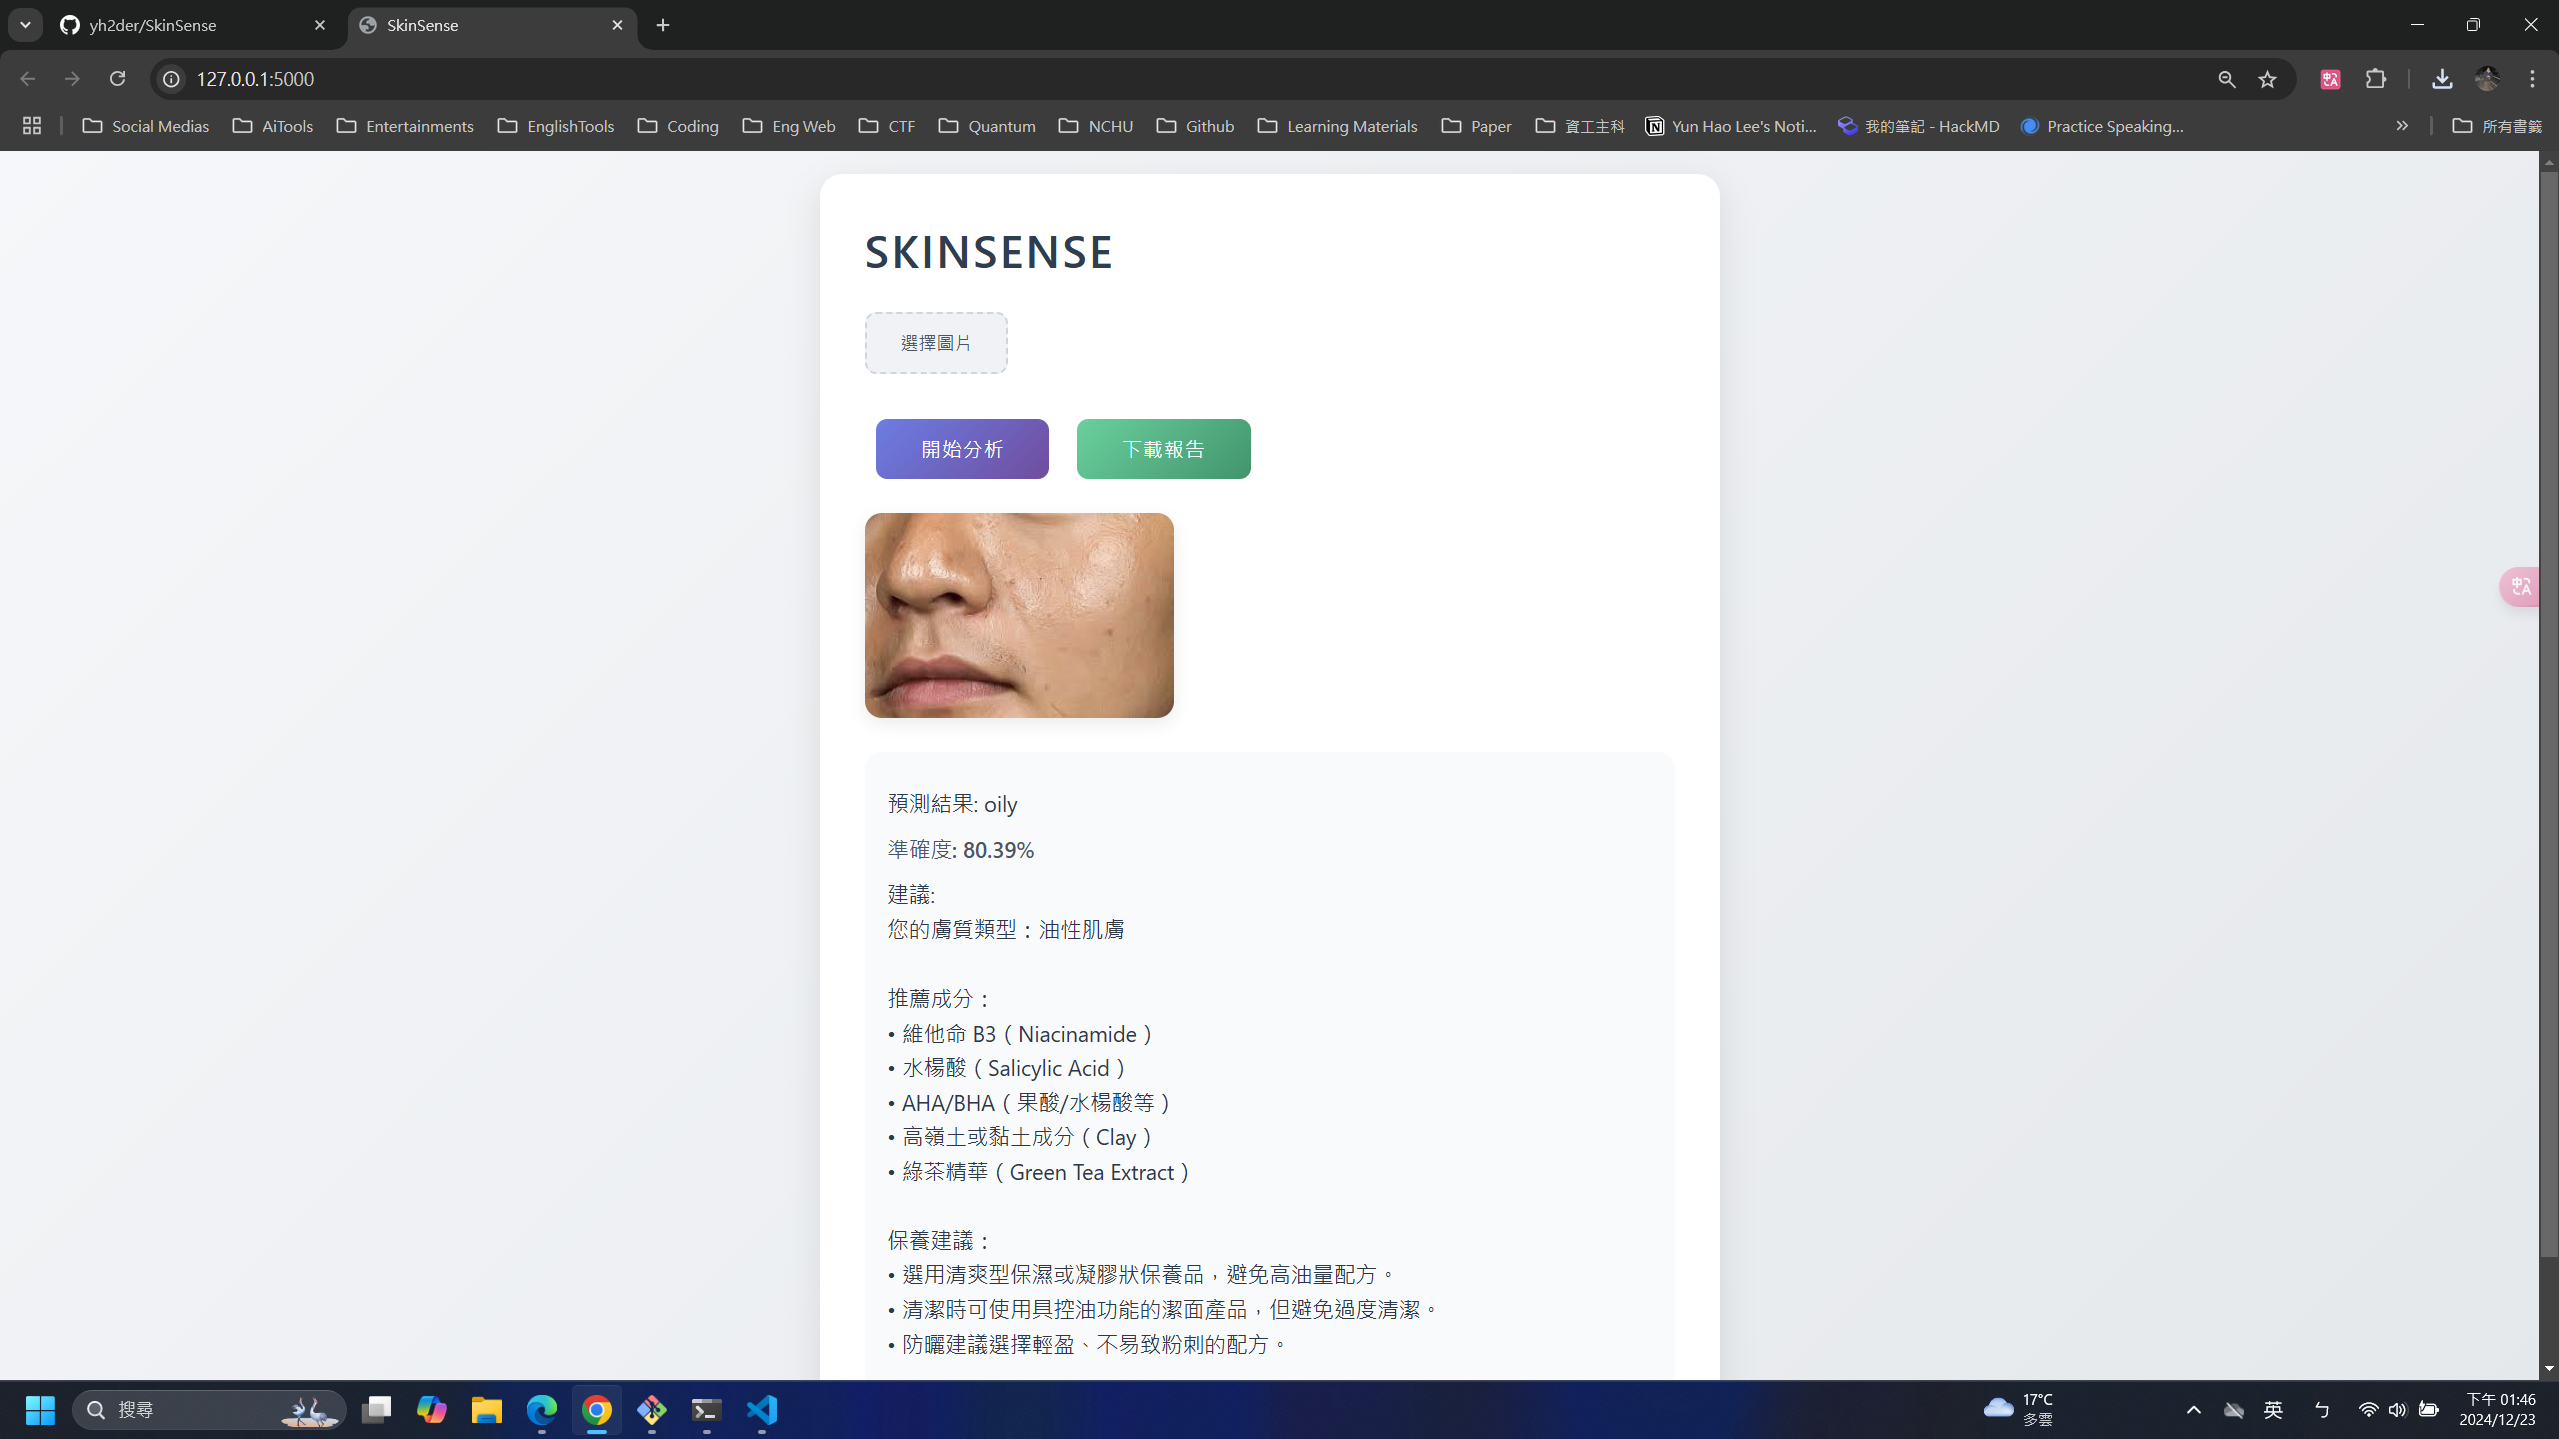 yh2der/SkinSense
SkinSense
127.0.0.1:5000
Social Medias
AiTools
Entertainments
EnglishTools
Coding
Eng Web
CTF
Quantum
NCHU
Github
Learning Materials
Paper
資工主科
Yun Hao Lee's Noti...
我的筆記 - HackMD
Practice Speaking...
所有書籤
SKINSENSE
選擇圖片
開始分析
下載報告
預測結果: oily
準確度: 80.39%
建議:
您的膚質類型：油性肌膚
推薦成分：
• 維他命 B3（Niacinamide）
• 水楊酸（Salicylic Acid）
• AHA/BHA（果酸/水楊酸等）
• 高嶺土或黏土成分（Clay）
• 綠茶精華（Green Tea Extract）
保養建議：
• 選用清爽型保濕或凝膠狀保養品，避免高油量配方。
• 清潔時可使用具控油功能的潔面產品，但避免過度清潔。
• 防曬建議選擇輕盈、不易致粉刺的配方。
搜尋
17°C
多雲
英
ㄅ
下午 01:46
2024/12/23